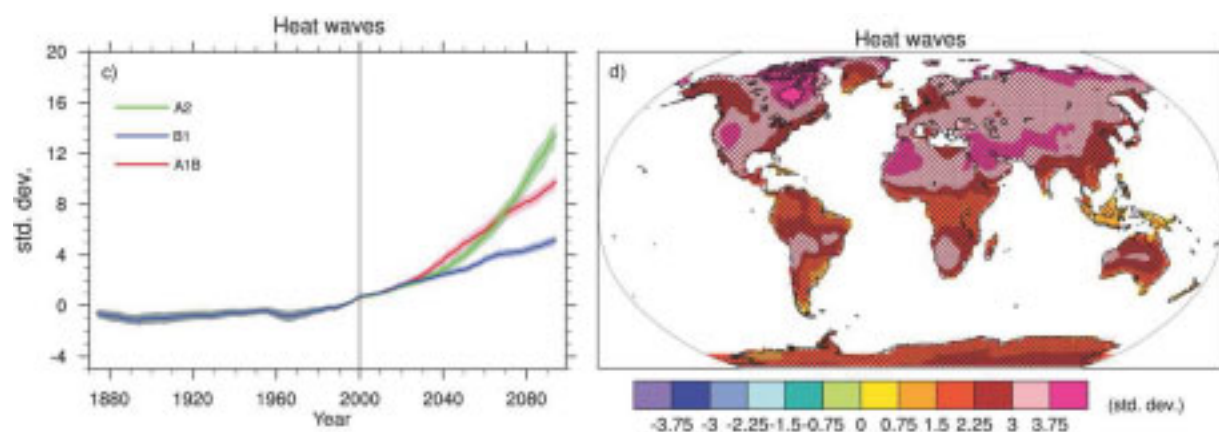 Heat waves
c)
20
16
12
8
4
0
-4
std. dev.
A2
B1
A1B
1880 1920 1960 2000 2040 2080
Year
Heat waves
d)
-3.75 -3 -2.25 -1.5 -0.75 0 0.75 1.5 2.25 3 3.75
(std. dev.)